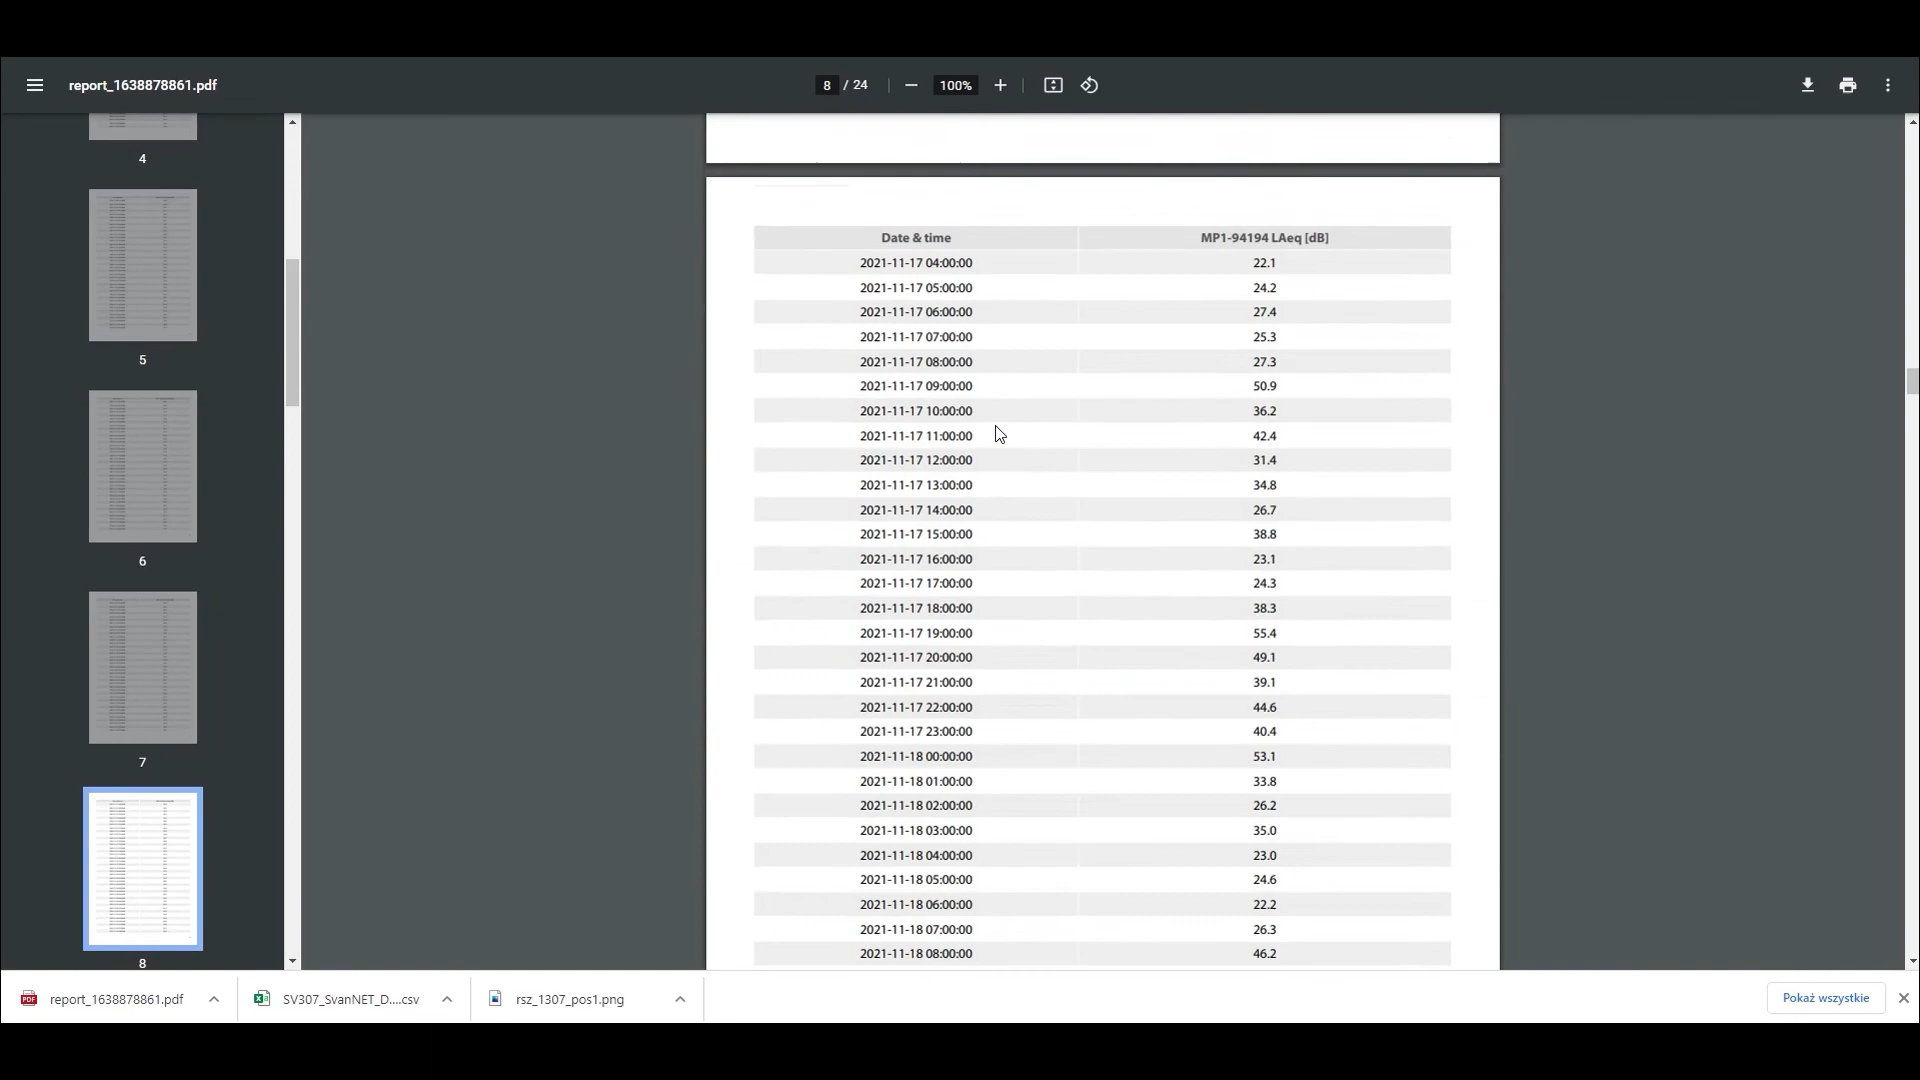 report_1638878861.pdf
8 / 24
100%
4
5
6
7
8
Date & time MP1-94194 LAeq [dB]
2021-11-17 04:00:00 22.1
2021-11-17 05:00:00 24.2
2021-11-17 06:00:00 27.4
2021-11-17 07:00:00 25.3
2021-11-17 08:00:00 27.3
2021-11-17 09:00:00 50.9
2021-11-17 10:00:00 36.2
2021-11-17 11:00:00 42.4
2021-11-17 12:00:00 31.4
2021-11-17 13:00:00 34.8
2021-11-17 14:00:00 26.7
2021-11-17 15:00:00 38.8
2021-11-17 16:00:00 23.1
2021-11-17 17:00:00 24.3
2021-11-17 18:00:00 38.3
2021-11-17 19:00:00 55.4
2021-11-17 20:00:00 49.1
2021-11-17 21:00:00 39.1
2021-11-17 22:00:00 44.6
2021-11-17 23:00:00 40.4
2021-11-18 00:00:00 53.1
2021-11-18 01:00:00 33.8
2021-11-18 02:00:00 26.2
2021-11-18 03:00:00 35.0
2021-11-18 04:00:00 23.0
2021-11-18 05:00:00 24.6
2021-11-18 06:00:00 22.2
2021-11-18 07:00:00 26.3
2021-11-18 08:00:00 46.2
PDF report_1638878861.pdf
SV307_SvanNET_D....csv
rsz_1307_pos1.png
Pokaż wszystkie